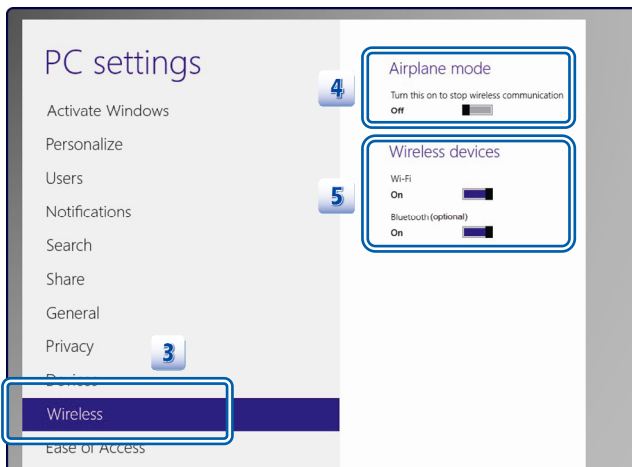 PC settings
Activate Windows
Personalize
Users
Notifications
Search
Share
General
Privacy
3
Devices
Wireless
Ease of Access
4
Airplane mode
Turn this on to stop wireless communication
Off
5
Wireless devices
Wi-Fi
On
Bluetooth (optional)
On